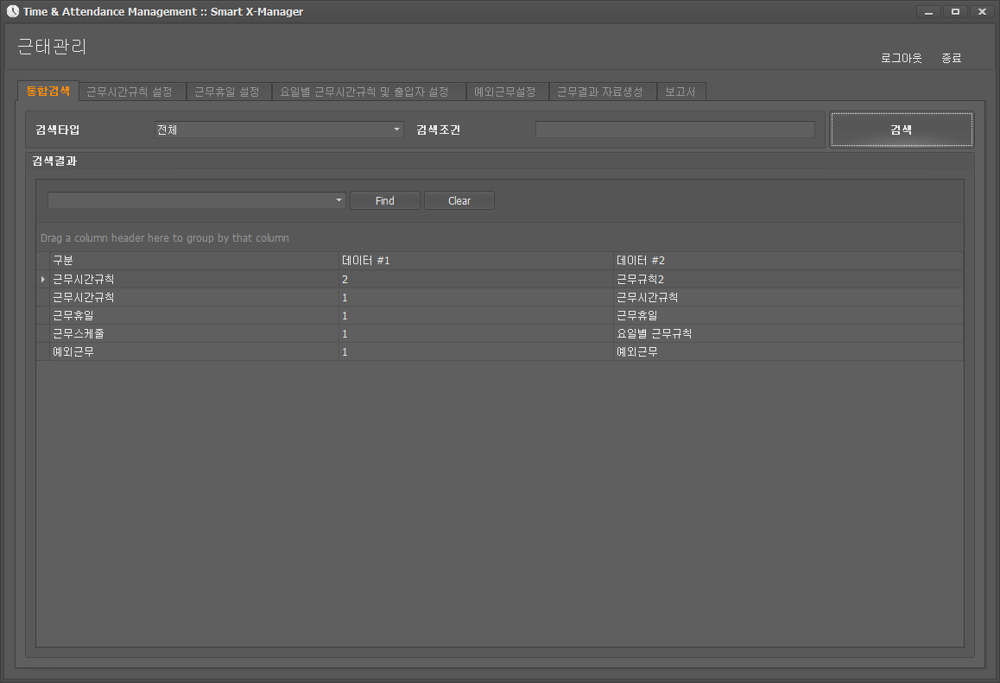 Time & Attendance Management :: Smart X-Manager
근태관리
로그아웃 종료
통합검색 근무시간규칙 설정 근무휴일 설정 요일별 근무시간규칙 및 출입자 설정 예외근무설정 근무결과 자료생성 보고서
검색타입 전체 검색조건 검색
검색결과
Find Clear
Drag a column header here to group by that column
구분 데이터 #1 데이터 #2
근무시간규칙 2 근무규칙2
근무시간규칙 1 근무시간규칙
근무휴일 1 근무휴일
근무스케줄 1 요일별 근무규칙
예외근무 1 예외근무